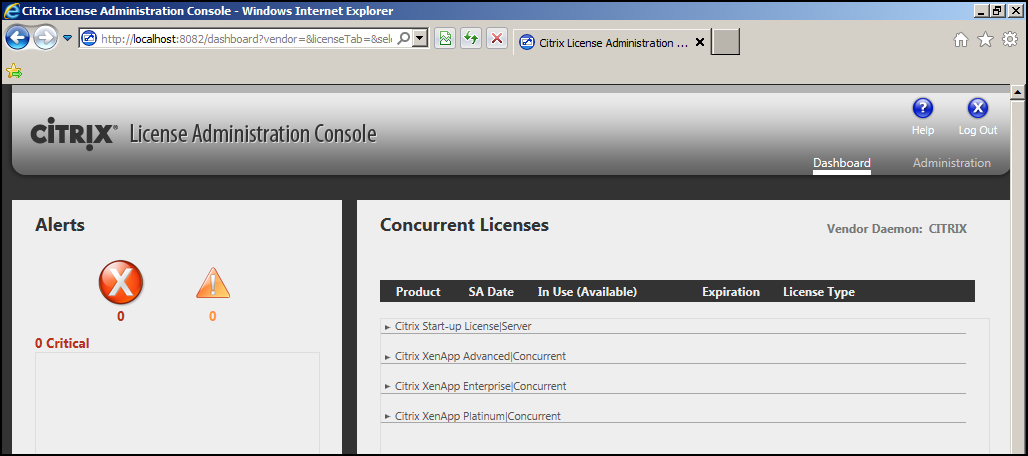 Citrix License Administration Console - Windows Internet Explorer
http://localhost:8082/dashboard?vendor=&licenseTab=&sele
Citrix License Administration ...
CİTRIX® License Administration Console
Help
Log Out
Dashboard
Administration
Alerts
0
0
0 Critical
Concurrent Licenses
Vendor Daemon: CITRIX
Product SA Date In Use (Available) Expiration License Type
Citrix Start-up License|Server
Citrix XenApp Advanced|Concurrent
Citrix XenApp Enterprise|Concurrent
Citrix XenApp Platinum|Concurrent